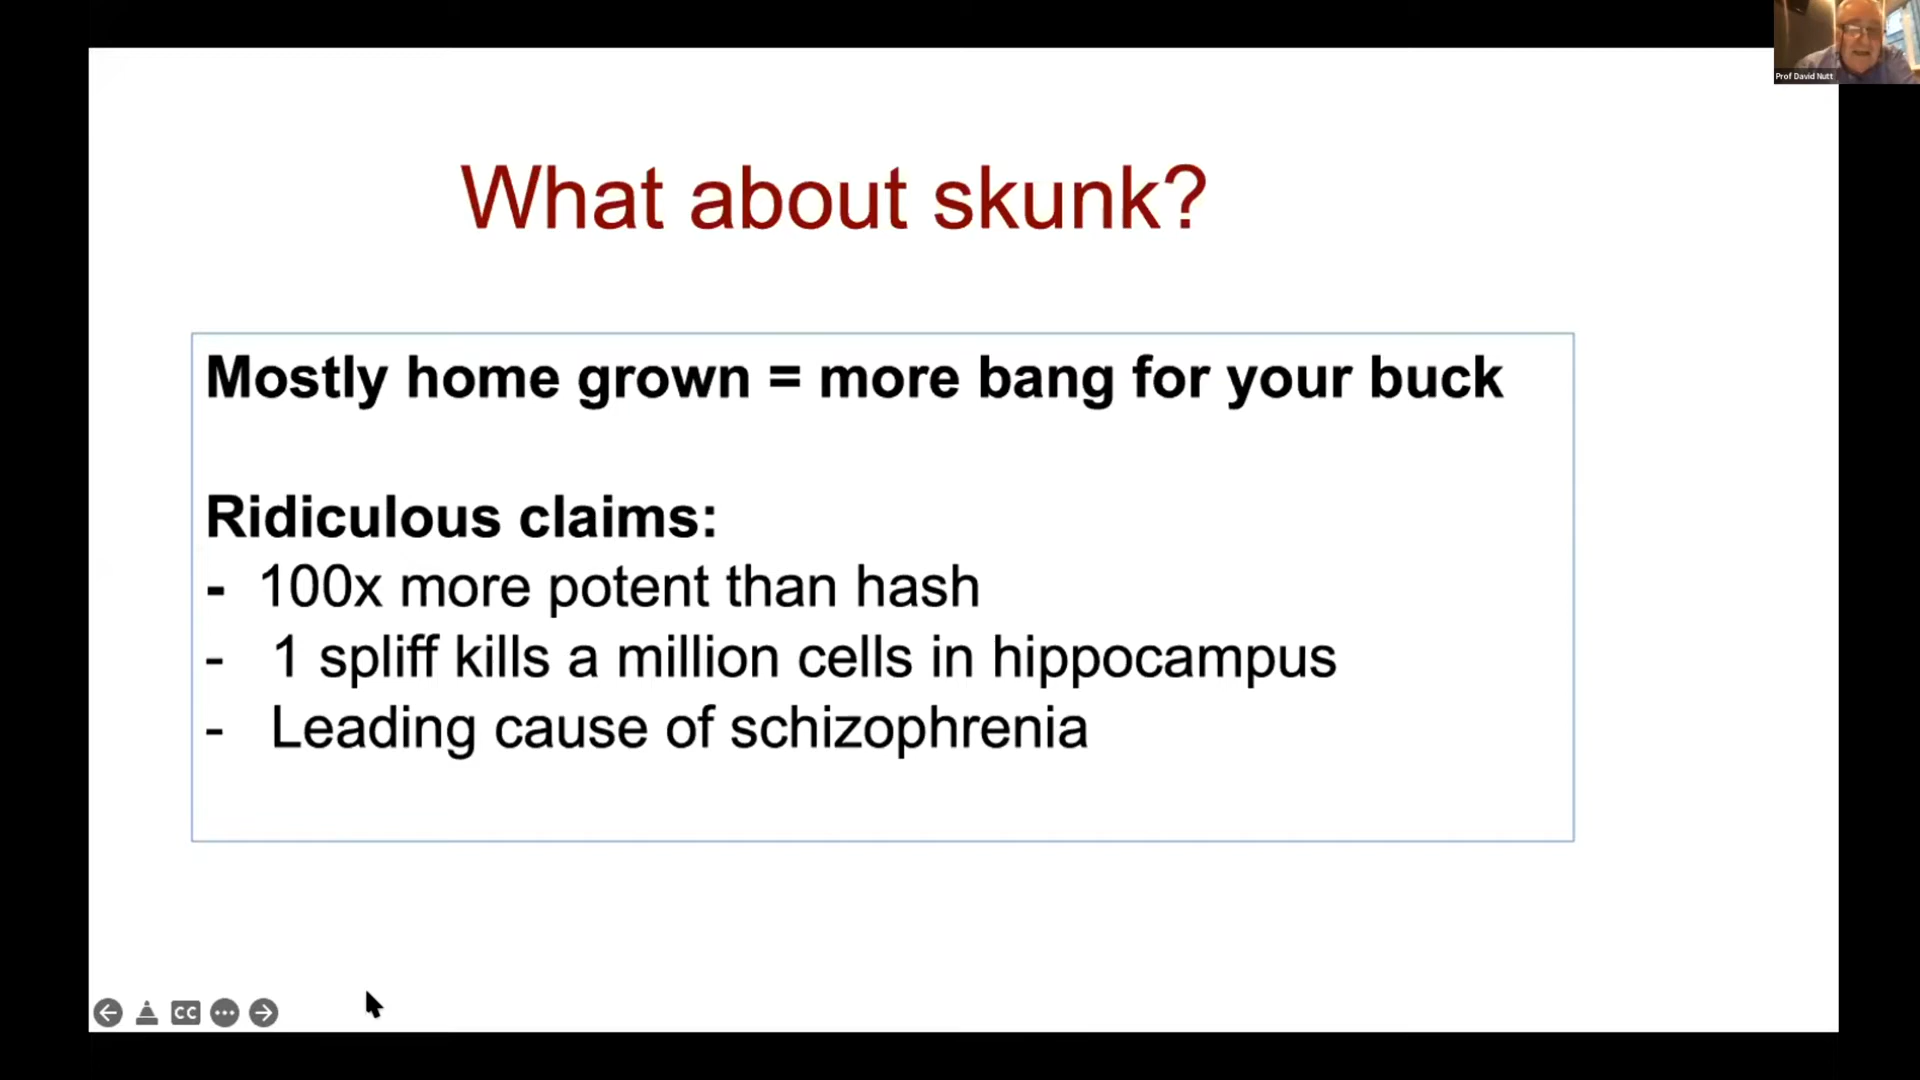 Prof David Nutt
What about skunk?
Mostly home grown = more bang for your buck
Ridiculous claims:
- 100x more potent than hash
- 1 spliff kills a million cells in hippocampus
- Leading cause of schizophrenia
CC